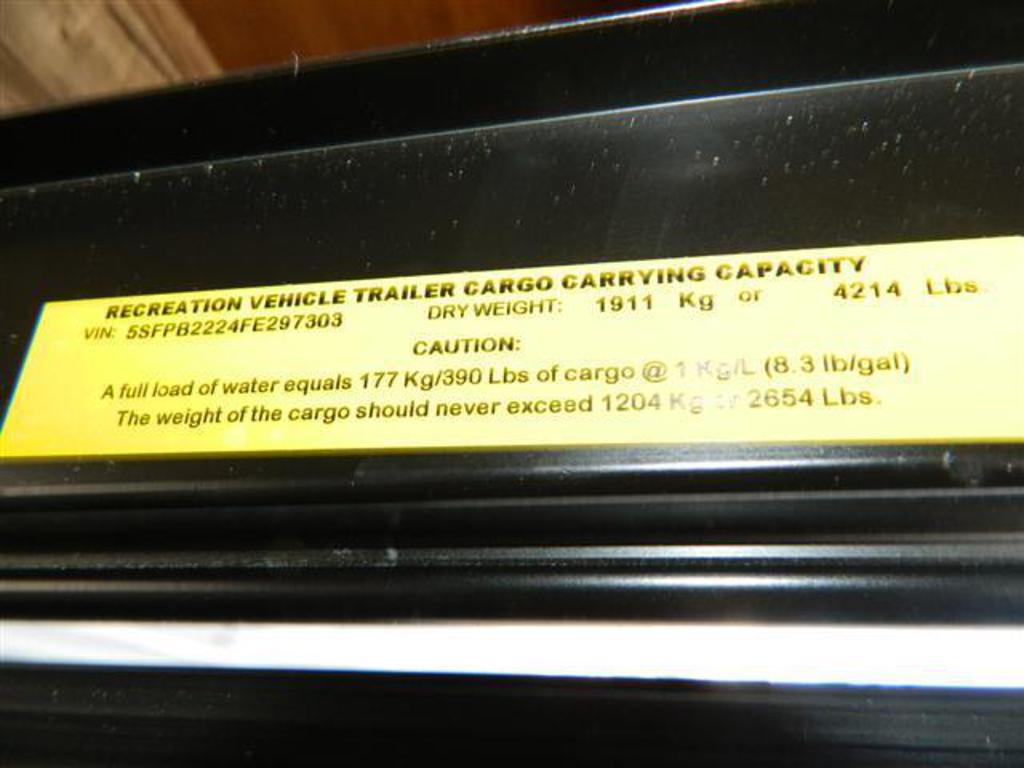 RECREATION VEHICLE TRAILER CARGO CARRYING CAPACITY
VIN: 5SFPB2224FE297303 DRY WEIGHT: 1911 Kg or 4214 Lbs.
CAUTION:
A full load of water equals 177 Kg/390 Lbs of cargo @ 1 Kg/L (8.3 lb/gal)
The weight of the cargo should never exceed 1204 Kg or 2654 Lbs.